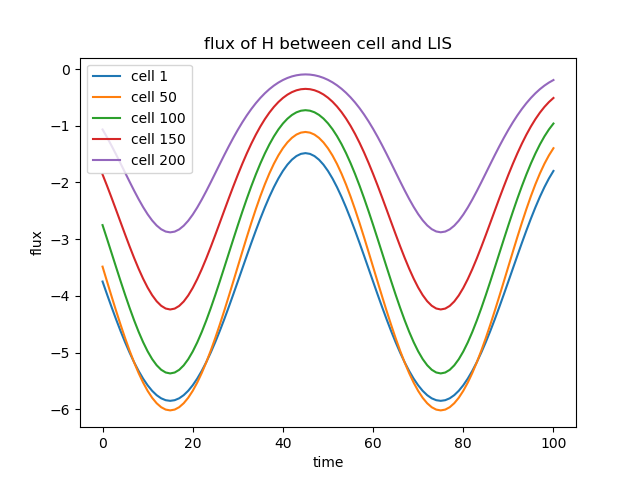 flux of H between cell and LIS
cell 1
cell 50
cell 100
cell 150
cell 200
0
−1
−2
−3
−4
−5
−6
flux
0 20 40 60 80 100
time